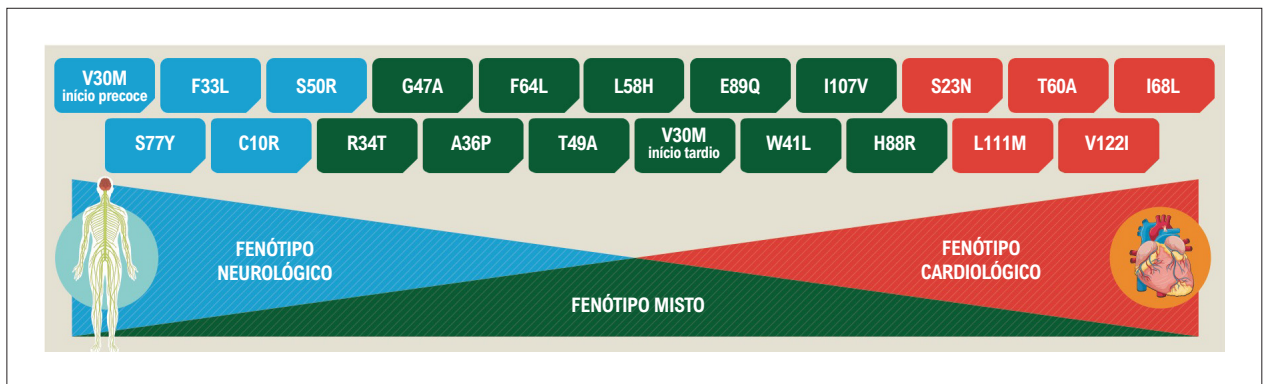 V30M F33L S50R G47A F64L L58H E89Q I107V S23N T60A I68L
início precoce
S77Y C10R R34T A36P T49A V30M W41L H88R L111M V122I
início tardio
FENÓTIPO
NEUROLÓGICO
FENÓTIPO
CARDIOLÓGICO
FENÓTIPO MISTO